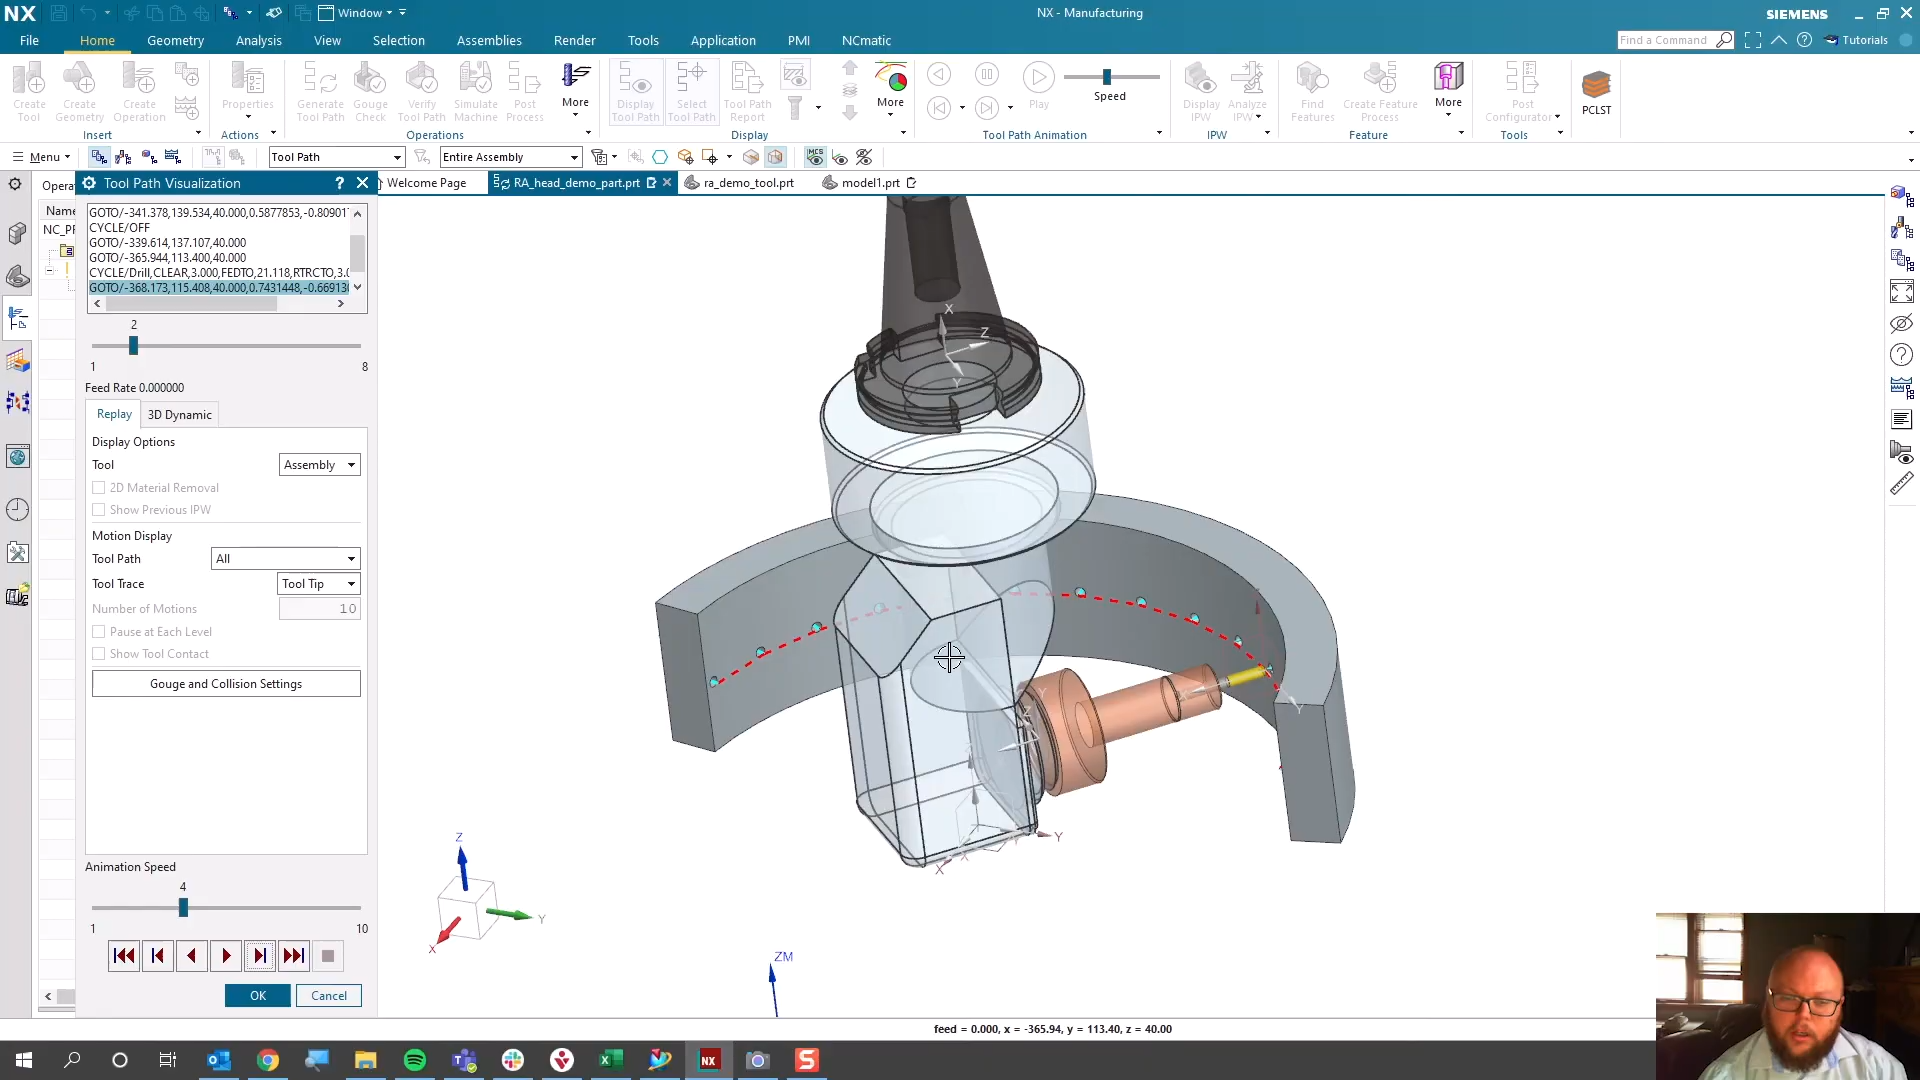 NX
Window
NX - Manufacturing
SIEMENS
File
Home
Geometry
Analysis
View
Selection
Assemblies
Render
Tools
Application
PMI
NCmatic
Find a Command
Tutorials
Create Tool
Create Geometry
Create Operation
Properties
Generate Tool Path
Gouge Check
Verify Tool Path
Simulate Machine
Post Process
More
Display Tool Path
Select Tool Path
Tool Path Report
More
Play
Speed
Display IPW
Analyze IPW
Find Features
Create Feature Process
More
Post Configurator
PCLST
Insert
Actions
Operations
Display
Tool Path Animation
IPW
Feature
Tools
Menu
Tool Path
Entire Assembly
MCS
Opera
Tool Path Visualization
?
Welcome Page
RA_head_demo_part.prt
ra_demo_tool.prt
model1.prt
Name
NC_PR
GOTO/-341.378,139.534,40.000,0.5877853,-0.80901
CYCLE/OFF
GOTO/-339.614,137.107,40.000
GOTO/-365.944,113.400,40.000
CYCLE/Drill,CLEAR,3.000,FEDTO,21.118,RTRCTO,3.0
GOTO/-368.173,115.408,40.000,0.7431448,-0.66913
2
1
8
Feed Rate 0.000000
Replay
3D Dynamic
Display Options
Tool
Assembly
2D Material Removal
Show Previous IPW
Motion Display
Tool Path
All
Tool Trace
Tool Tip
Number of Motions
10
Pause at Each Level
Show Tool Contact
Gouge and Collision Settings
Animation Speed
4
1
10
OK
Cancel
X
Z
Y
Y
Z
Y
Y
X
X
Z
Y
X
ZM
feed = 0.000, x = -365.94, y = 113.40, z = 40.00
NX
S